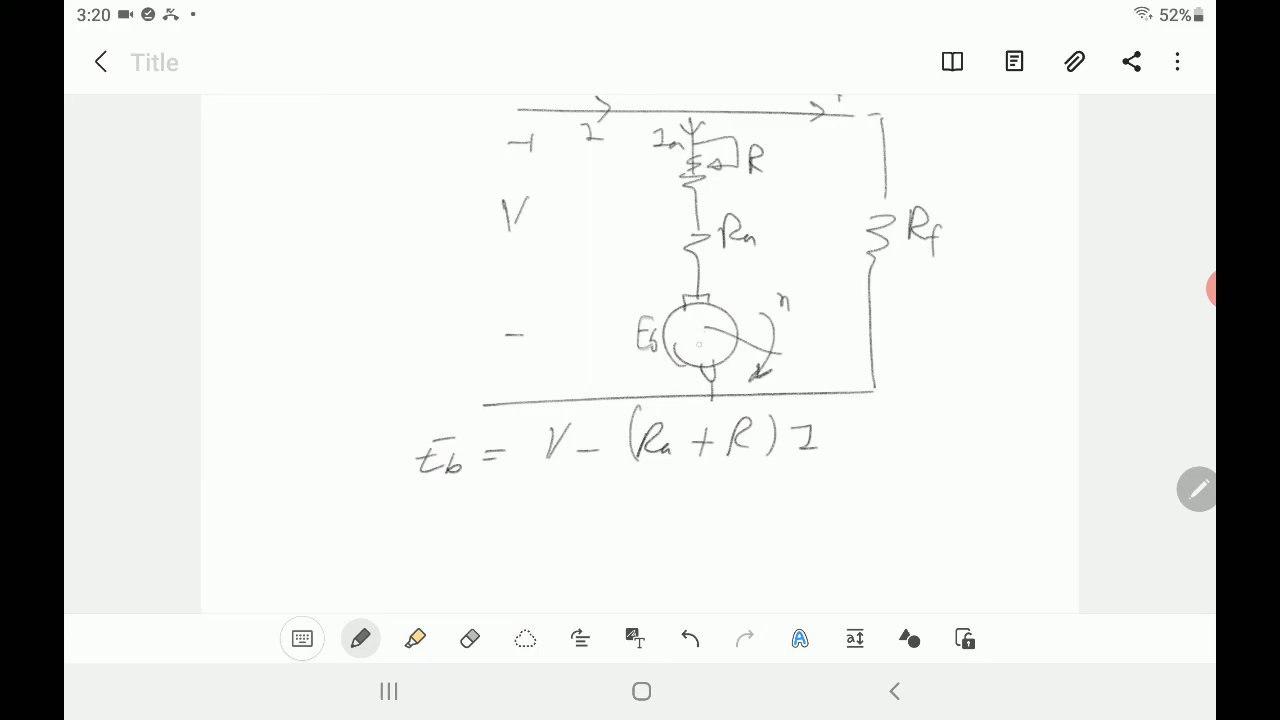 3:20
52%
Title
I
Ia
R
V
Ra
Rf
Eb
n
-
Eb = V - (Ra + R) I